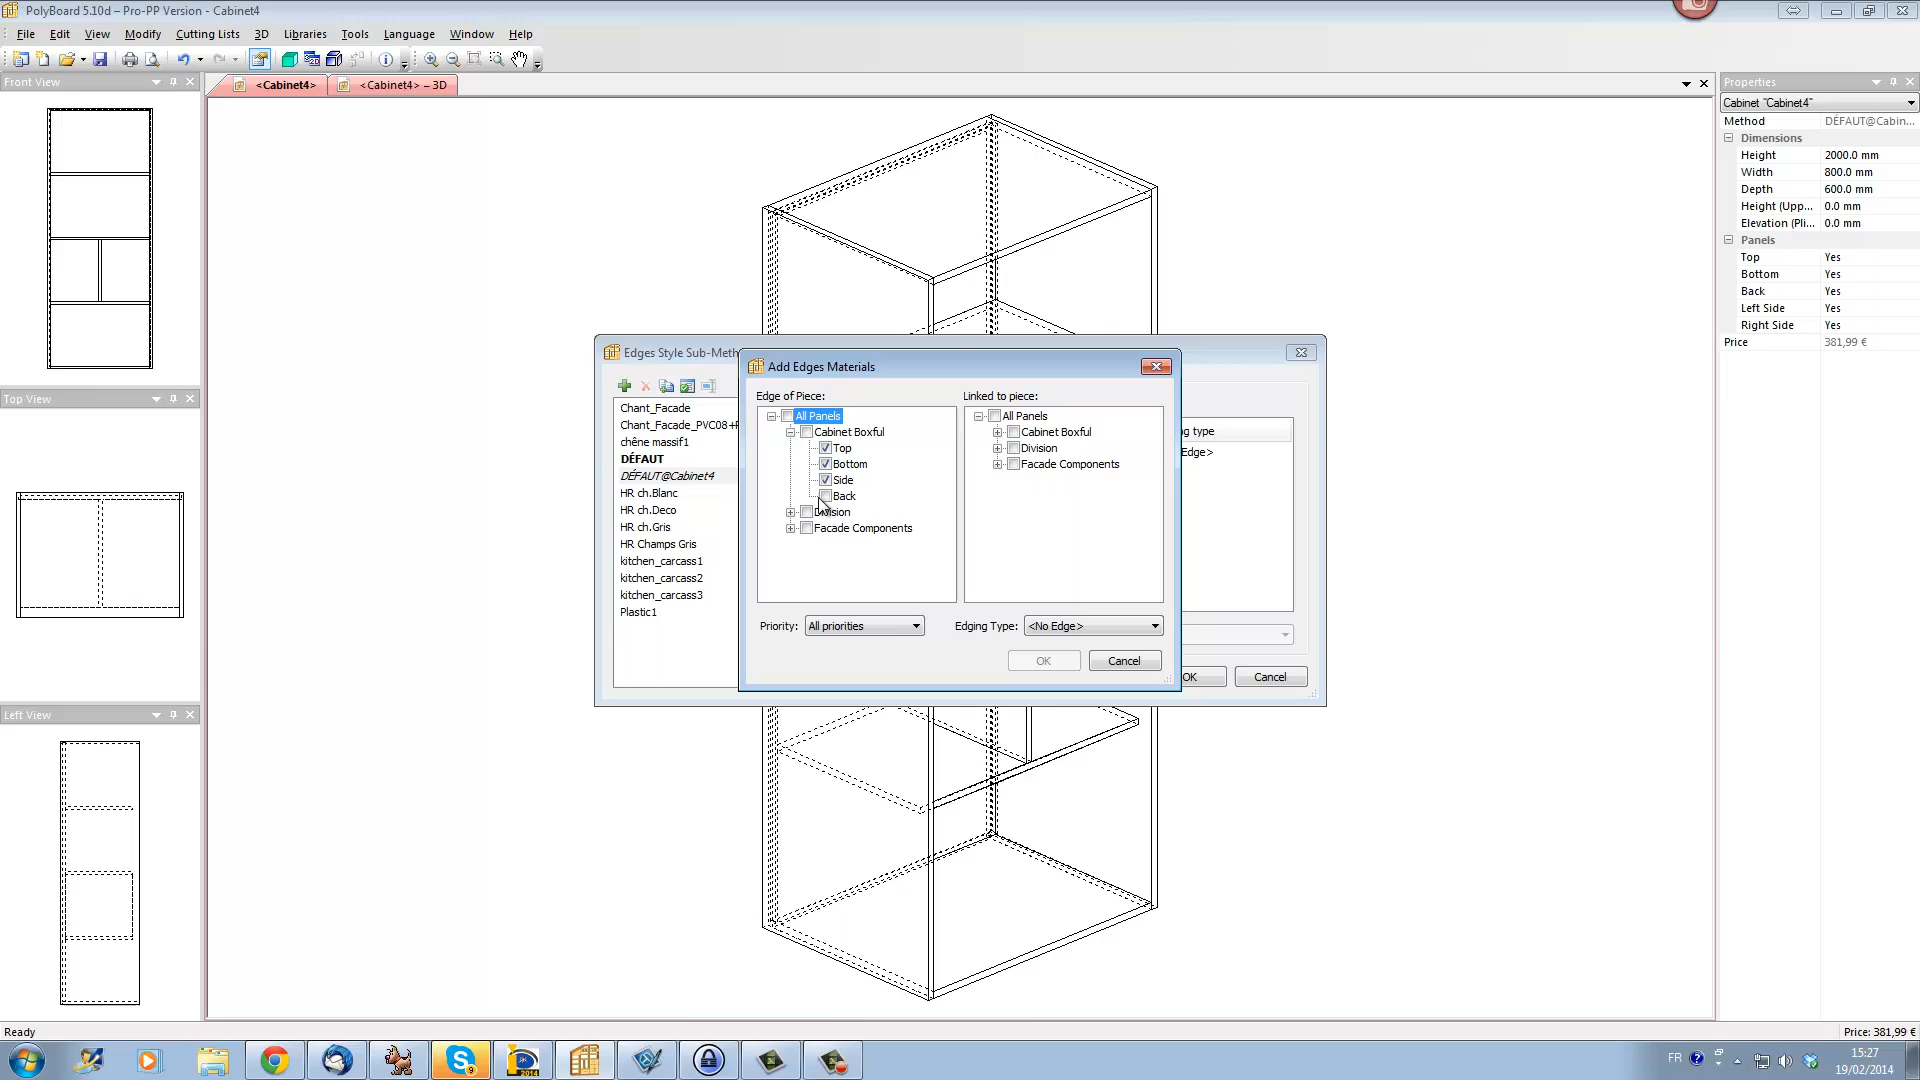 PolyBoard 5.10d – Pro-PP Version - Cabinet4
File Edit View Modify Cutting Lists 3D Libraries Tools Language Window Help
Front View
<Cabinet4>
<Cabinet4> – 3D
Properties
Cabinet "Cabinet4"
Method DÉFAUT@Cabin...
Dimensions
Height 2000.0 mm
Width 800.0 mm
Depth 600.0 mm
Height (Upp... 0.0 mm
Elevation (Pli... 0.0 mm
Panels
Top Yes
Bottom Yes
Back Yes
Left Side Yes
Right Side Yes
Price 381,99 €
Top View
Left View
Edges Style Sub-Meth
Chant_Facade
Chant_Facade_PVC08+
chêne massif1
DÉFAUT
DÉFAUT@Cabinet4
HR ch.Blanc
HR ch.Deco
HR ch.Gris
HR Champs Gris
kitchen_carcass1
kitchen_carcass2
kitchen_carcass3
Plastic1
g type
Edge>
OK Cancel
Add Edges Materials
Edge of Piece: Linked to piece:
All Panels
Cabinet Boxful
Top
Bottom
Side
Back
Division
Facade Components
All Panels
Cabinet Boxful
Division
Facade Components
Priority: All priorities Edging Type: <No Edge>
OK Cancel
Ready Price: 381,99 €
FR
15:27
19/02/2014